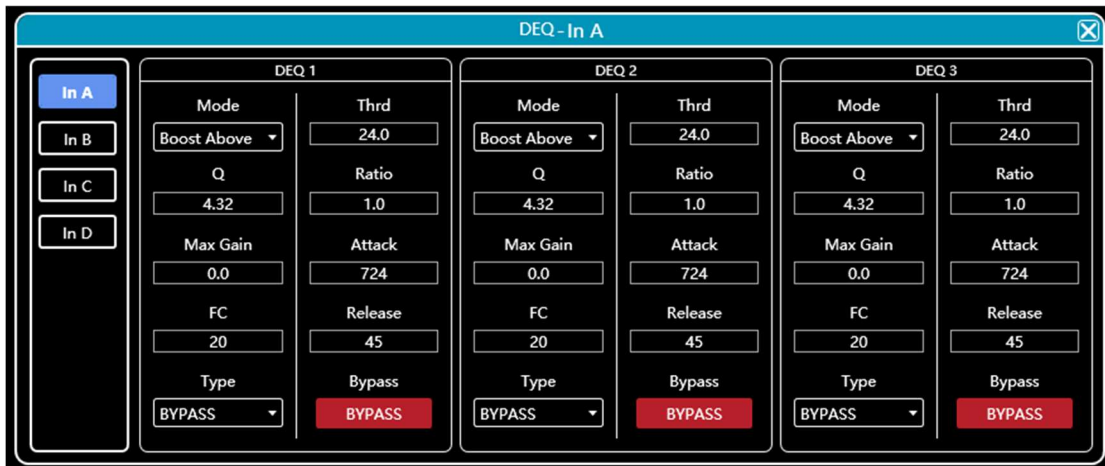 DEQ-In A
In A
In B
In C
In D
DEQ 1
Mode
Thrd
Boost Above
24.0
Q
Ratio
4.32
1.0
Max Gain
Attack
0.0
724
FC
Release
20
45
Type
Bypass
BYPASS
BYPASS
DEQ 2
Mode
Thrd
Boost Above
24.0
Q
Ratio
4.32
1.0
Max Gain
Attack
0.0
724
FC
Release
20
45
Type
Bypass
BYPASS
BYPASS
DEQ 3
Mode
Thrd
Boost Above
24.0
Q
Ratio
4.32
1.0
Max Gain
Attack
0.0
724
FC
Release
20
45
Type
Bypass
BYPASS
BYPASS